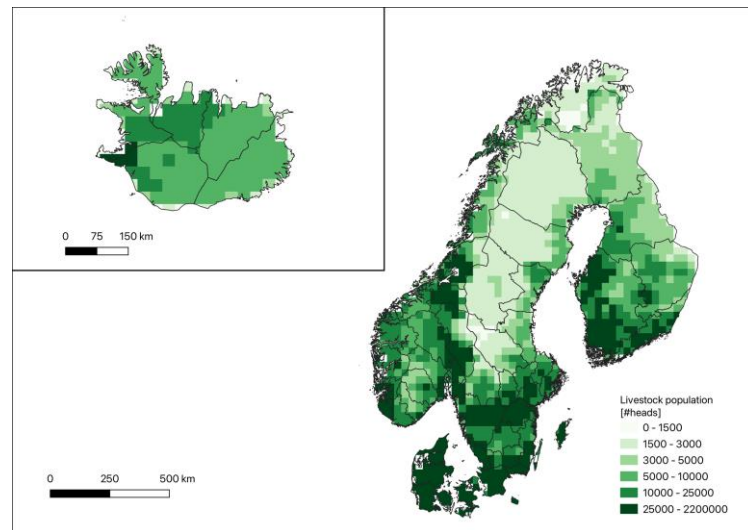 0 75 150 km
Livestock population
[#heads]
0 - 1500
1500 - 3000
3000 - 5000
5000 - 10000
10000 - 25000
25000 - 2200000
0 250 500 km